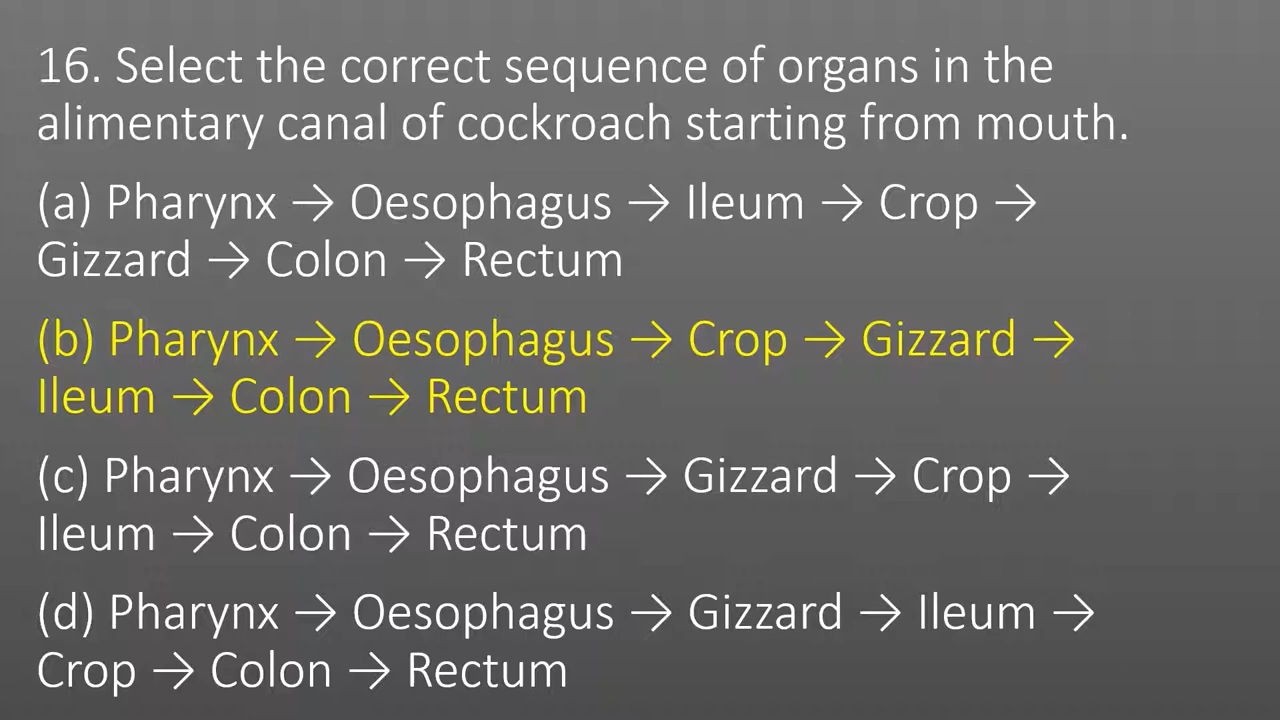 16. Select the correct sequence of organs in the
alimentary canal of cockroach starting from mouth.
(a) Pharynx → Oesophagus → Ileum → Crop →
Gizzard → Colon → Rectum
(b) Pharynx → Oesophagus → Crop → Gizzard →
Ileum → Colon → Rectum
(c) Pharynx → Oesophagus → Gizzard → Crop →
Ileum → Colon → Rectum
(d) Pharynx → Oesophagus → Gizzard → Ileum →
Crop → Colon → Rectum